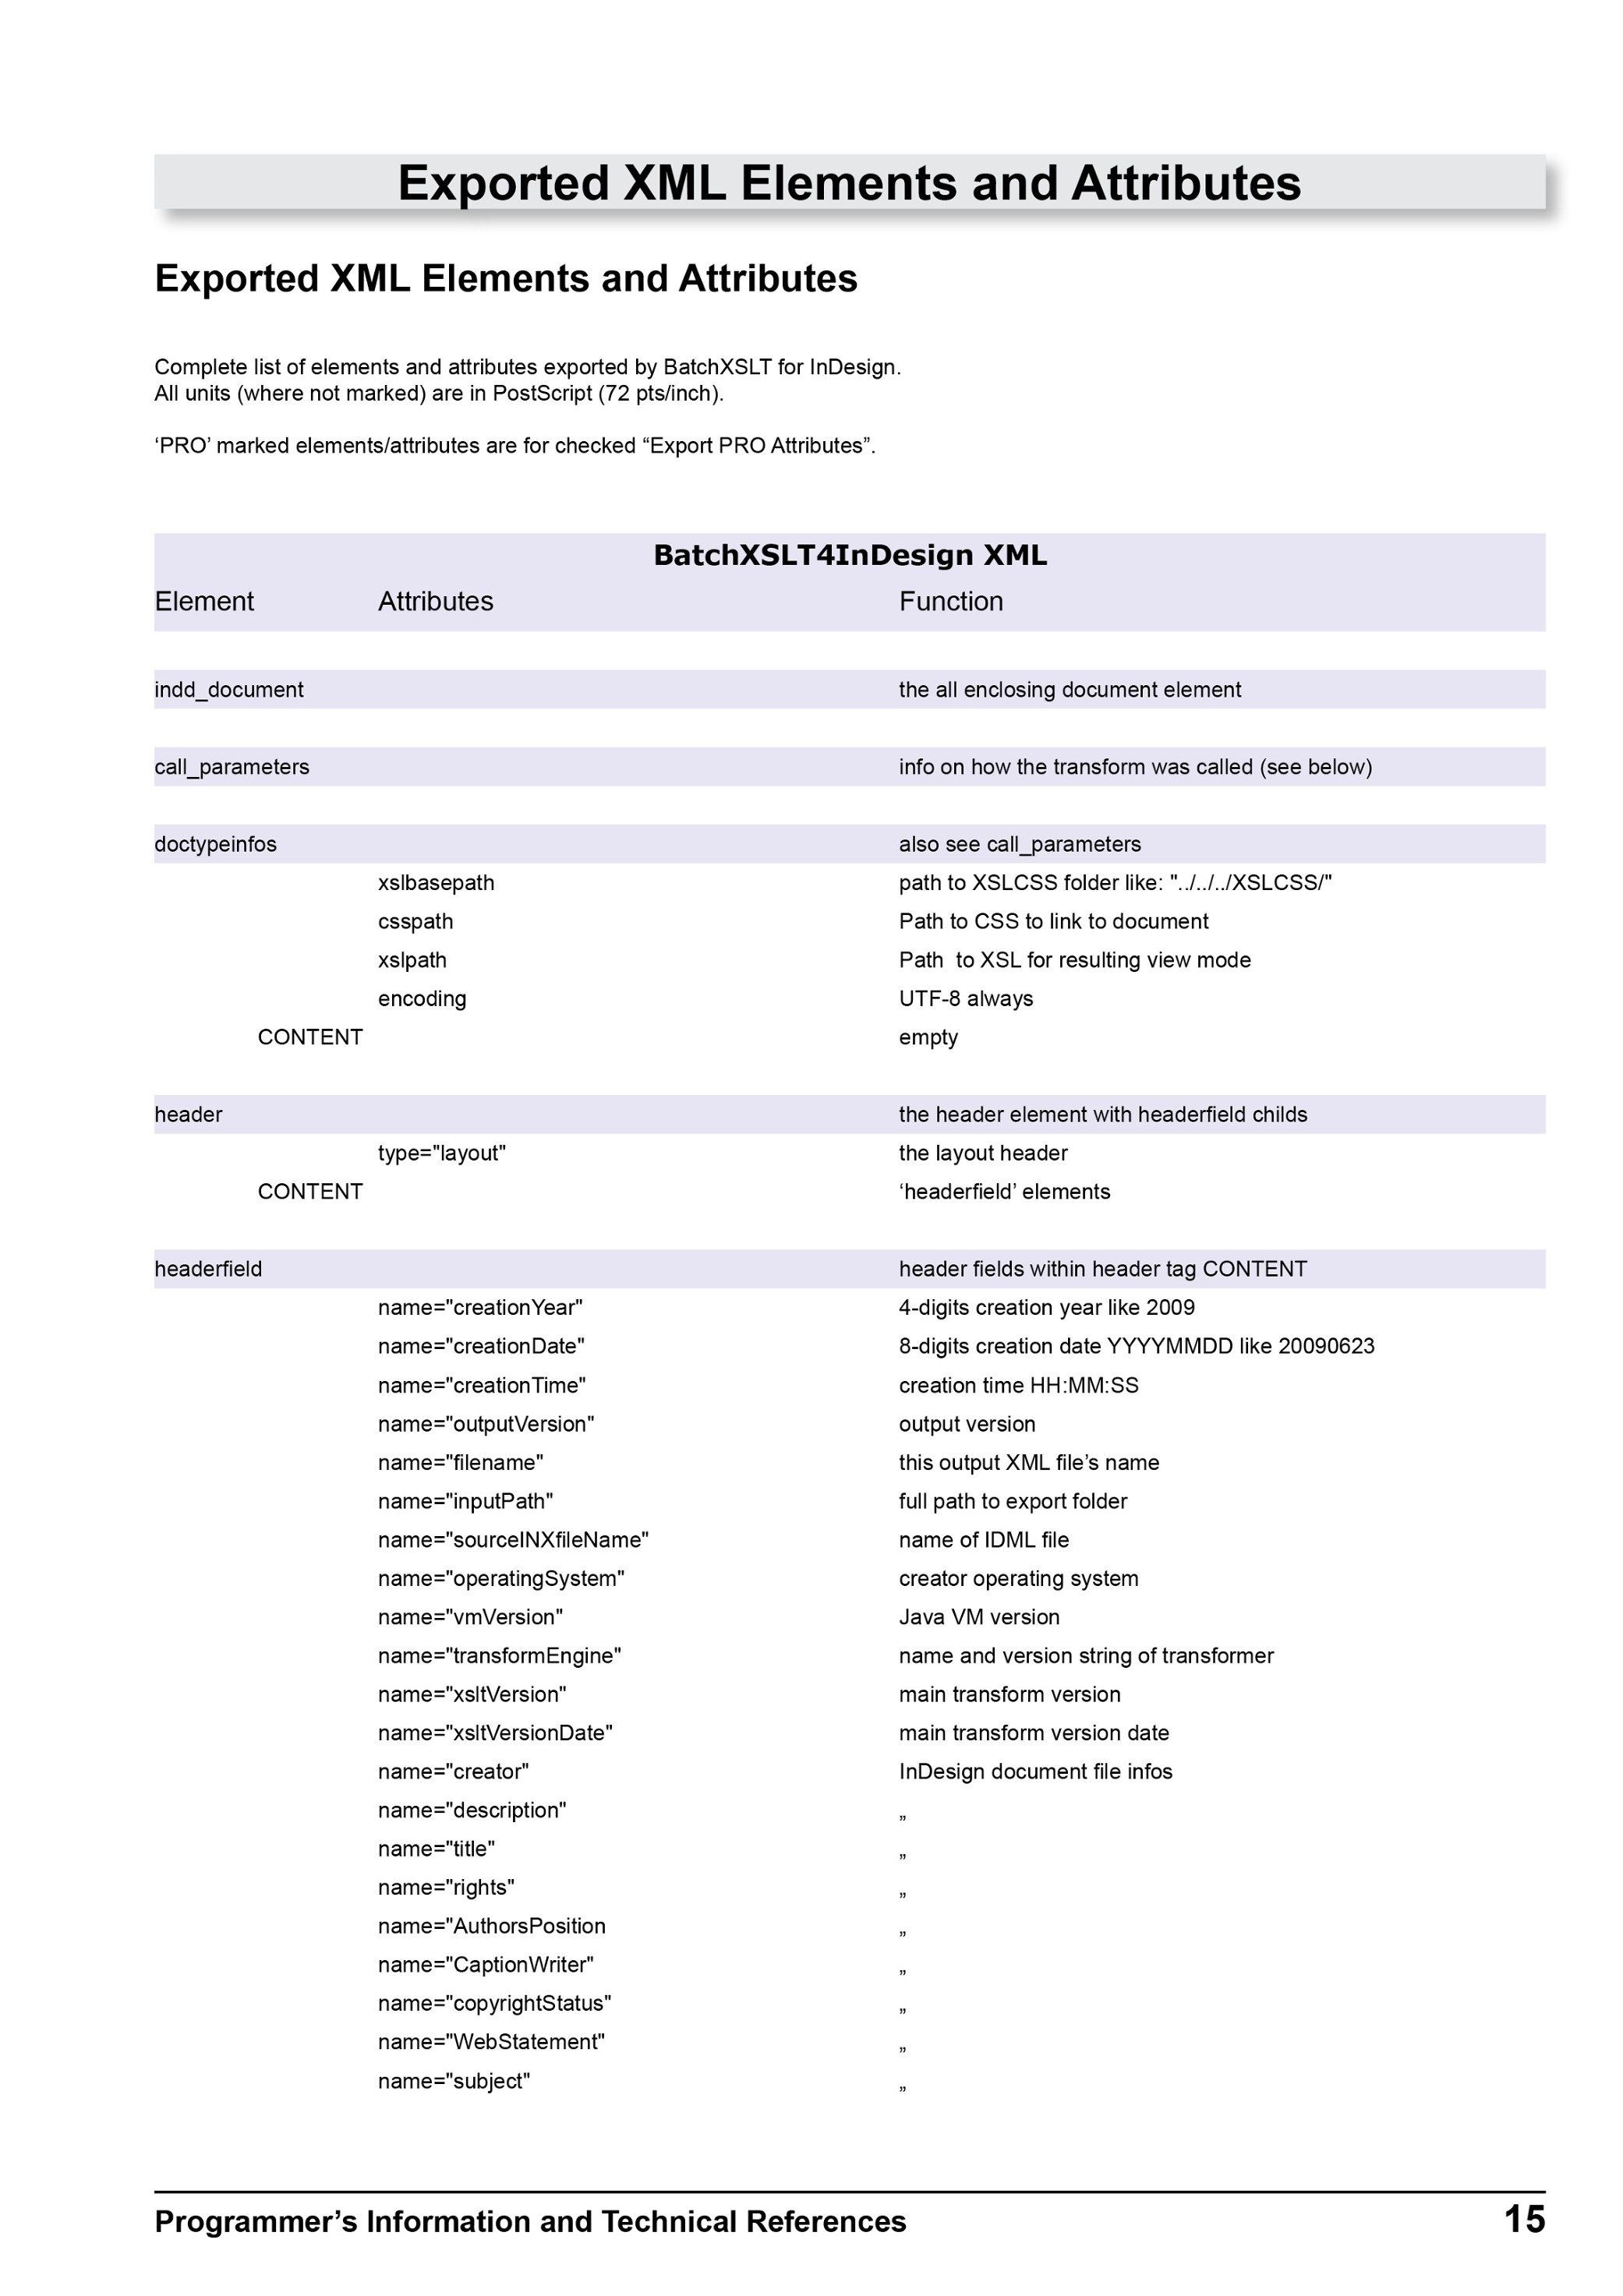 Exported XML Elements and Attributes
Exported XML Elements and Attributes
Complete list of elements and attributes exported by BatchXSLT for InDesign.
All units (where not marked) are in PostScript (72 pts/inch).
‘PRO’ marked elements/attributes are for checked “Export PRO Attributes”.
BatchXSLT4InDesign XML
Element Attributes Function
indd_document the all enclosing document element
call_parameters info on how the transform was called (see below)
doctypeinfos also see call_parameters
xslbasepath path to XSLCSS folder like: "../../../XSLCSS/"
csspath Path to CSS to link to document
xslpath Path  to XSL for resulting view mode
encoding UTF-8 always
CONTENT empty
header the header element with headerfield childs
type="layout" the layout header
CONTENT ‘headerfield’ elements
headerfield header fields within header tag CONTENT
name="creationYear" 4-digits creation year like 2009
name="creationDate" 8-digits creation date YYYYMMDD like 20090623
name="creationTime" creation time HH:MM:SS
name="outputVersion" output version
name="filename" this output XML file’s name
name="inputPath" full path to export folder
name="sourceINXfileName" name of IDML file
name="operatingSystem" creator operating system
name="vmVersion" Java VM version
name="transformEngine" name and version string of transformer
name="xsltVersion" main transform version
name="xsltVersionDate" main transform version date
name="creator" InDesign document file infos
name="description" „
name="title" „
name="rights" „
name="AuthorsPosition „
name="CaptionWriter" „
name="copyrightStatus" „
name="WebStatement" „
name="subject" „
Programmer’s Information and Technical References 15